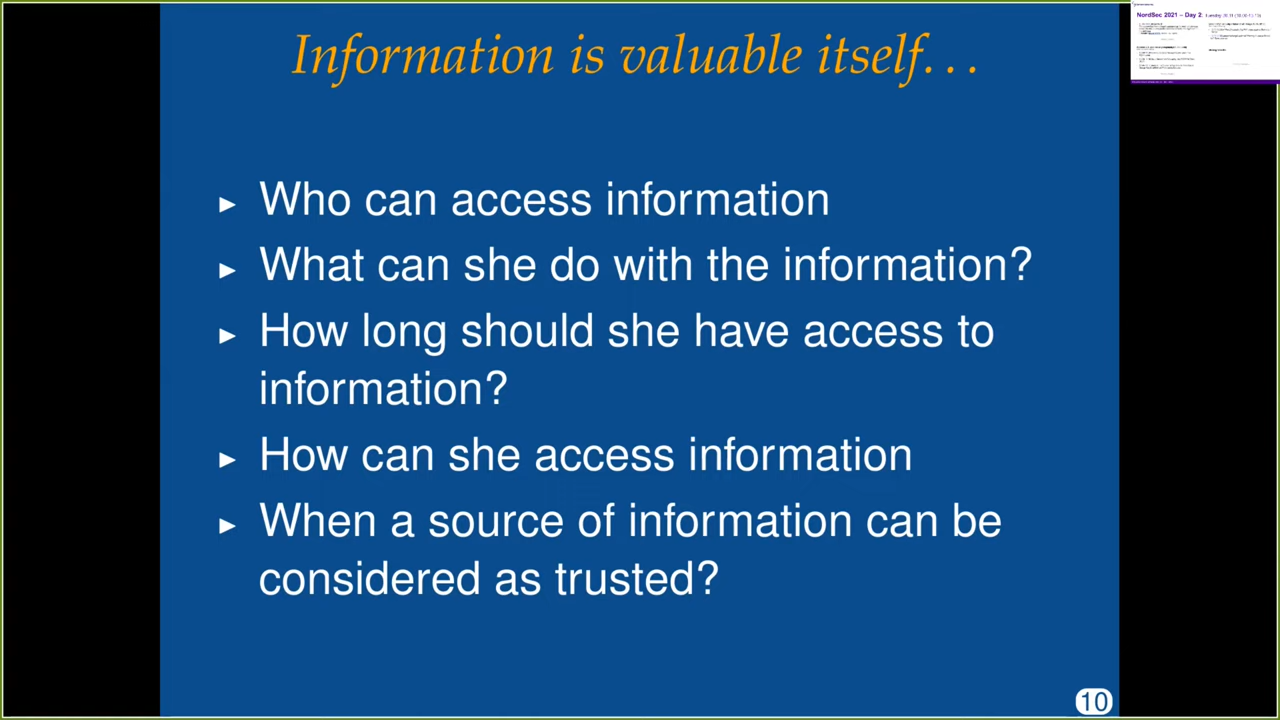 Information is valuable itself...
► Who can access information
► What can she do with the information?
► How long should she have access to
information?
► How can she access information
► When a source of information can be
considered as trusted?
10
NordSec 2021 – Day 2: